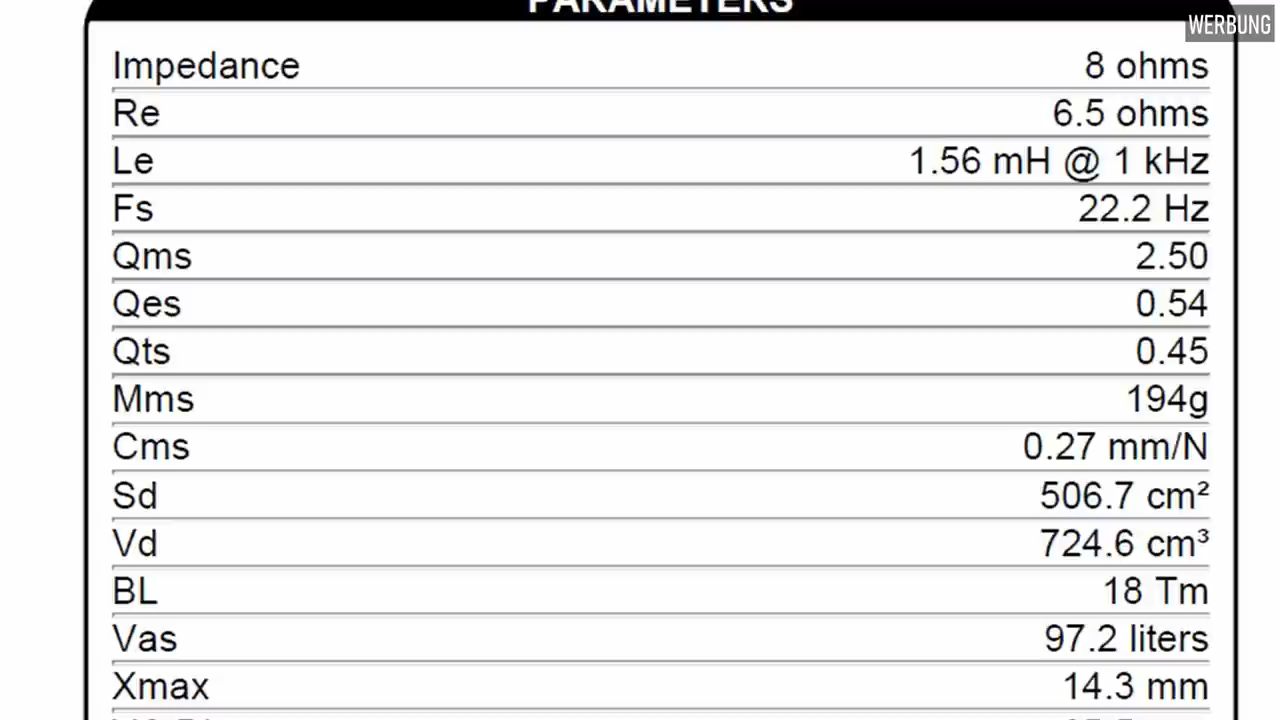 PARAMETERS
WERBUNG
Impedance 8 ohms
Re 6.5 ohms
Le 1.56 mH @ 1 kHz
Fs 22.2 Hz
Qms 2.50
Qes 0.54
Qts 0.45
Mms 194g
Cms 0.27 mm/N
Sd 506.7 cm²
Vd 724.6 cm³
BL 18 Tm
Vas 97.2 liters
Xmax 14.3 mm